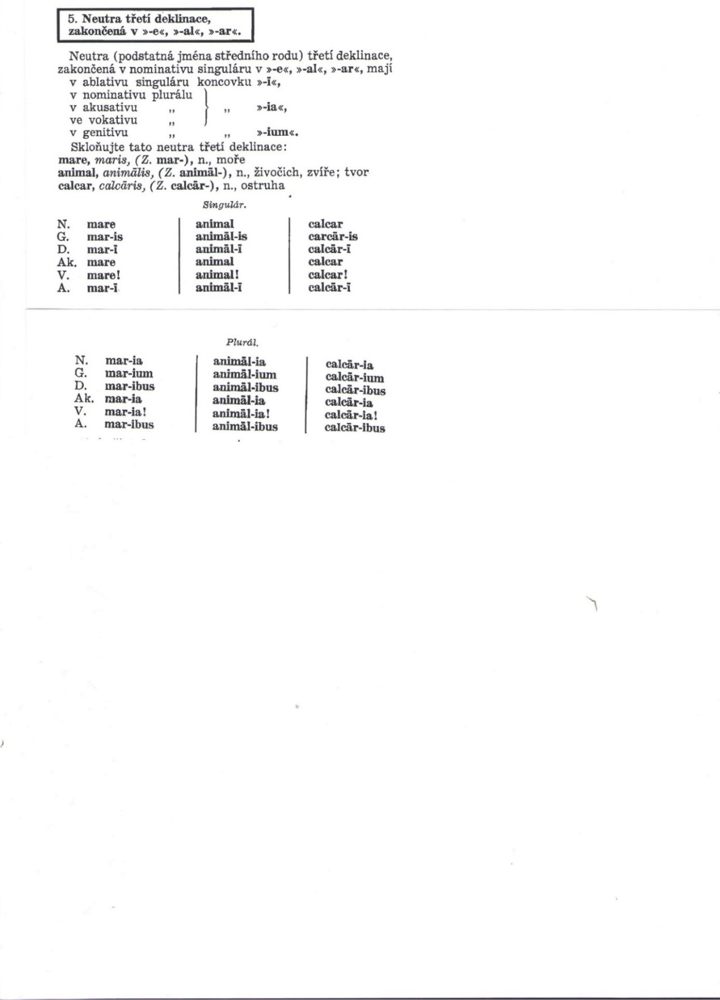 5. Neutra třetí deklinace,
zakončená v »-e«, »-al«, »-ar«.
Neutra (podstatná jména středního rodu) třetí deklinace,
zakončená v nominativu singuláru v »-e«, »-al«, »-ar«, mají
v ablativu singuláru koncovku »-ī«,
v nominativu plurálu
v akusativu „ } „ »-ia«,
ve vokativu „
v genitivu „ „ »-ium«.
Skloňujte tato neutra třetí deklinace:
mare, maris, (Z. mar-), n., moře
animal, animālis, (Z. animāl-), n., živočich, zvíře; tvor
calcar, calcāris, (Z. calcār-), n., ostruha
Singulár.
N. mare animal calcar
G. mar-is animāl-is carcār-is
D. mar-ī animāl-ī calcār-ī
Ak. mare animal calcar
V. mare! animal! calcar!
A. mar-ī animāl-ī calcār-ī
Plurál.
N. mar-ia animāl-ia calcār-ia
G. mar-ium animāl-ium calcār-ium
D. mar-ibus animāl-ibus calcār-ibus
Ak. mar-ia animāl-ia calcār-ia
V. mar-ia! animāl-ia! calcār-ia!
A. mar-ibus animāl-ibus calcār-ibus